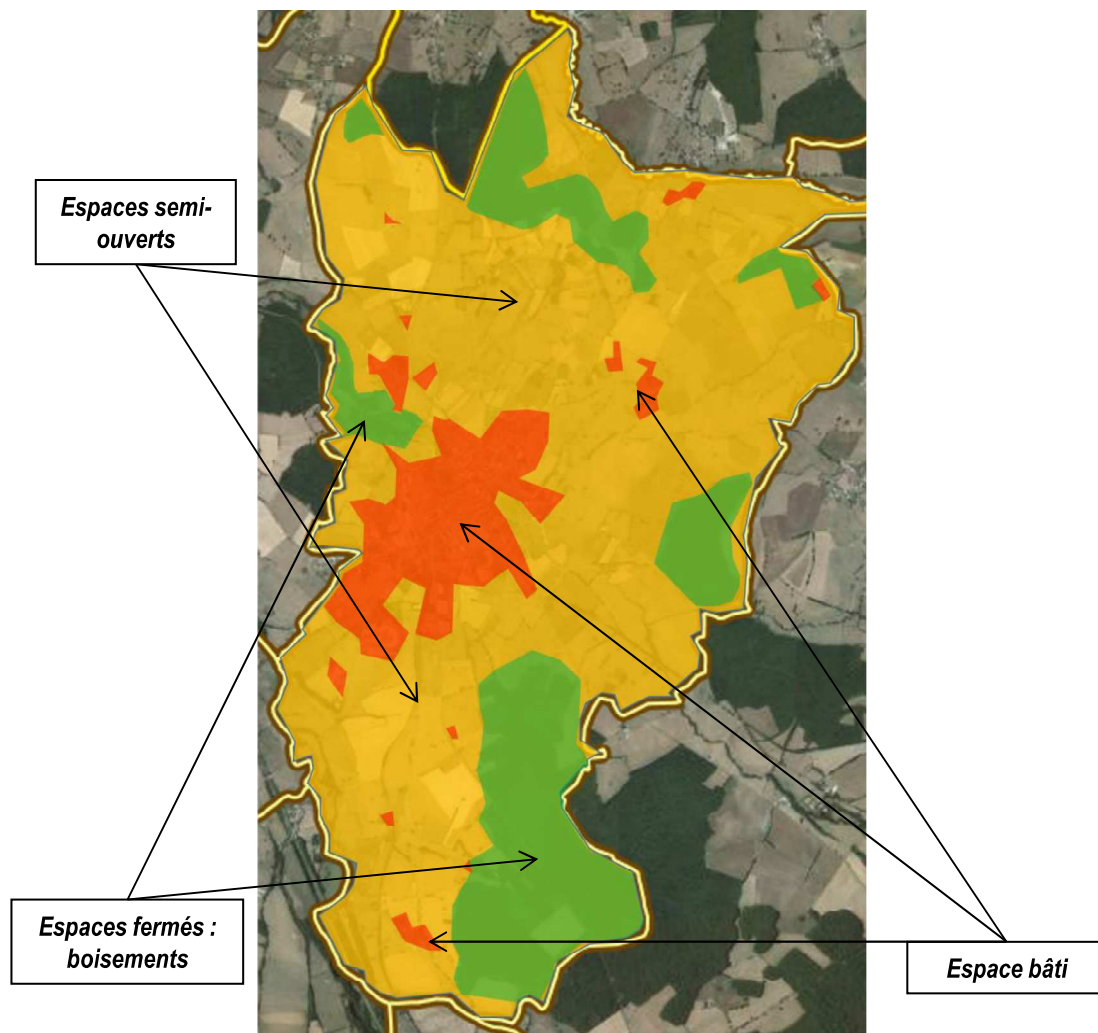 Espaces semi-
ouverts
Espaces fermés :
boisements
Espace bâti